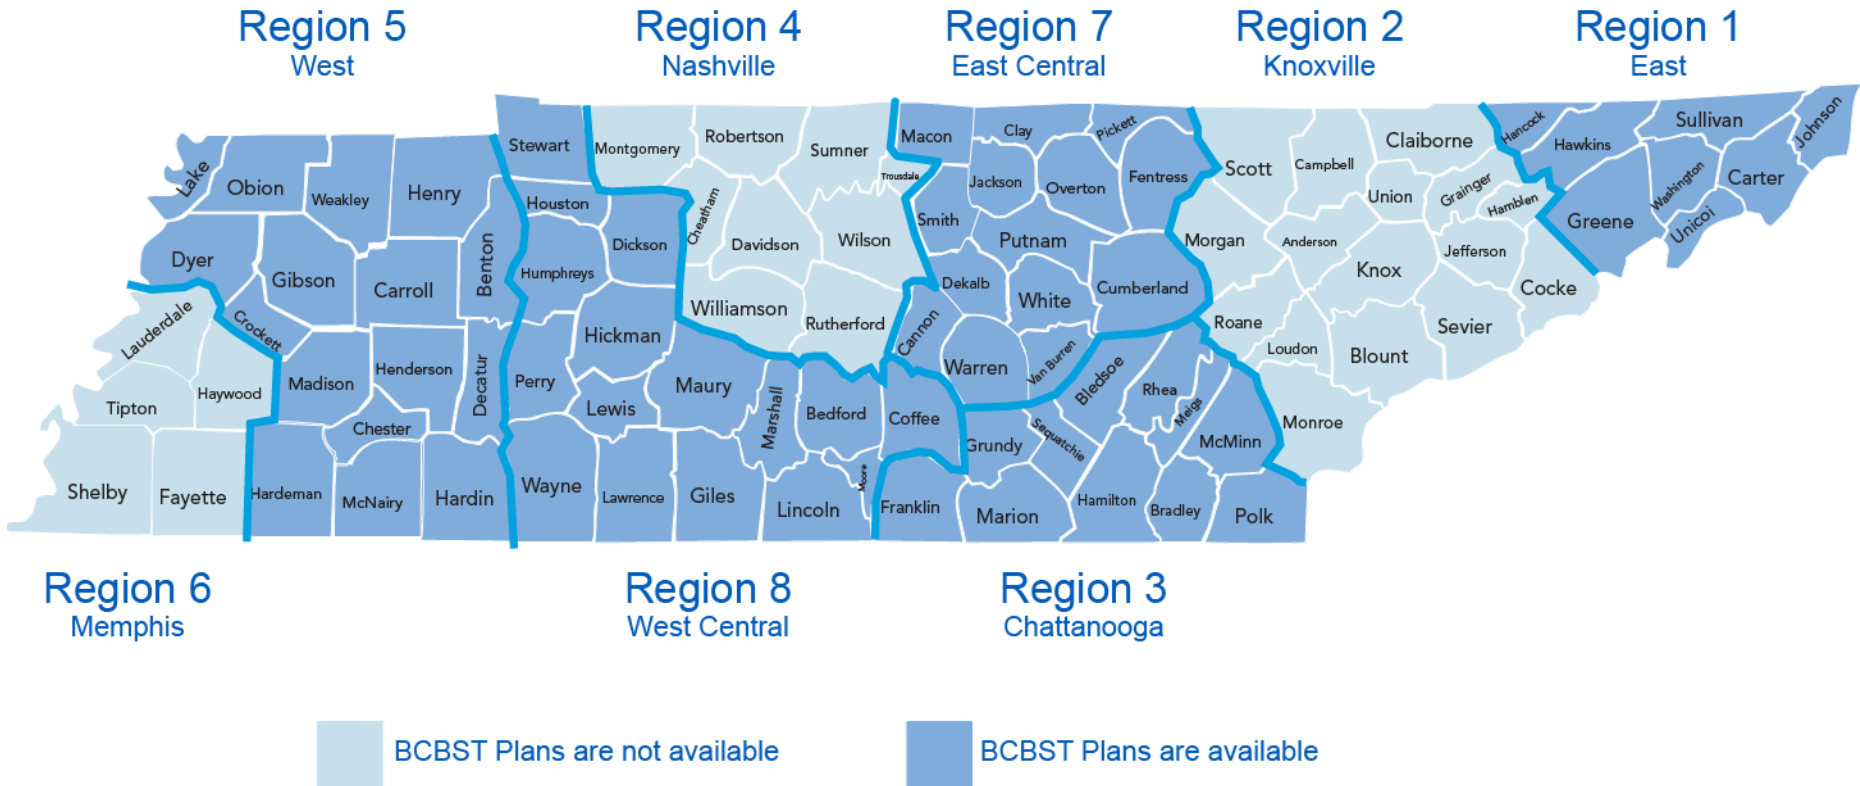 Region 5
West
Region 4
Nashville
Region 7
East Central
Region 2
Knoxville
Region 1
East
Lake
Obion
Weakley
Henry
Stewart
Montgomery
Robertson
Sumner
Trousdale
Macon
Clay
Pickett
Jackson
Overton
Fentress
Scott
Campbell
Claiborne
Union
Grainger
Hamblen
Hancock
Hawkins
Sullivan
Johnson
Greene
Washington
Carter
Unicoi
Dyer
Gibson
Carroll
Benton
Houston
Humphreys
Dickson
Cheatham
Davidson
Wilson
Smith
Putnam
Dekalb
White
Cumberland
Morgan
Anderson
Knox
Jefferson
Cocke
Lauderdale
Crockett
Madison
Henderson
Decatur
Perry
Hickman
Williamson
Rutherford
Cannon
Warren
Van Burren
Bledsoe
Rhea
Meigs
Roane
Loudon
Blount
Sevier
Tipton
Haywood
Chester
Lewis
Maury
Marshall
Bedford
Coffee
Grundy
Sequatchie
McMinn
Monroe
Shelby
Fayette
Hardeman
McNairy
Hardin
Wayne
Lawrence
Giles
Lincoln
Moore
Franklin
Marion
Hamilton
Bradley
Polk
Region 6
Memphis
Region 8
West Central
Region 3
Chattanooga
BCBST Plans are not available
BCBST Plans are available